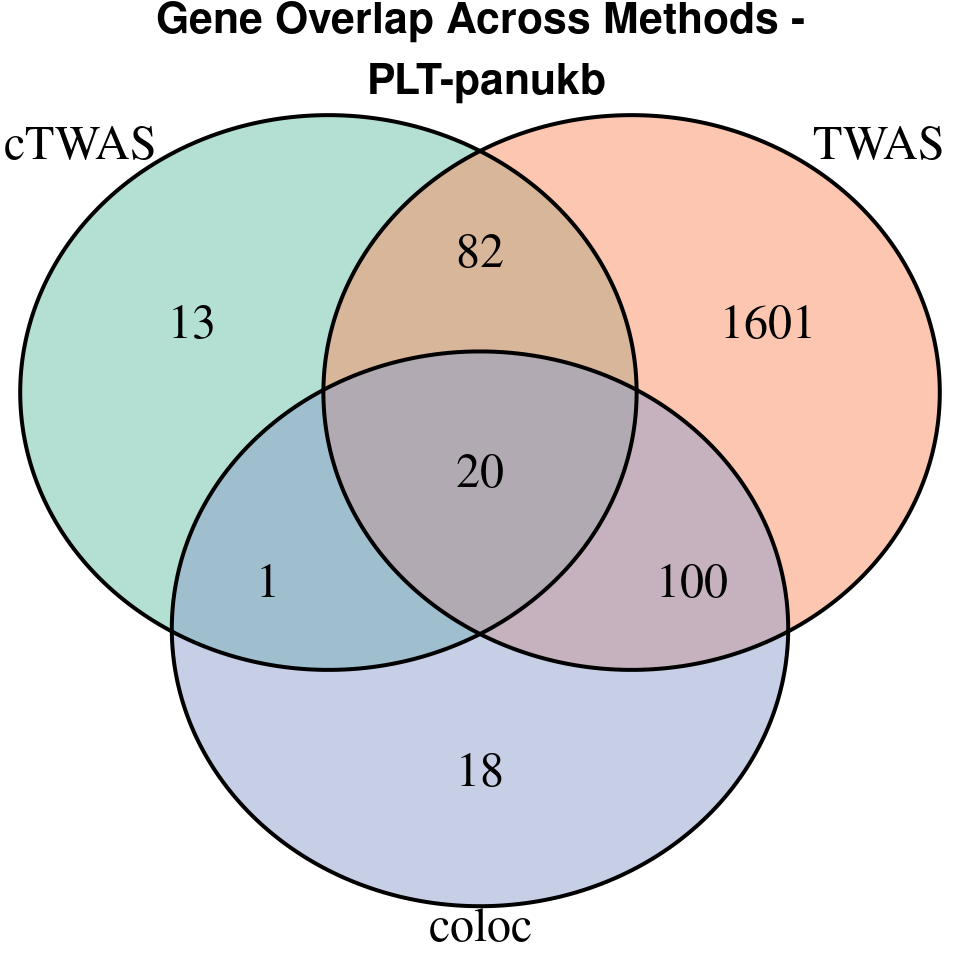 Gene Overlap Across Methods -
PLT-panukb
cTWAS
TWAS
82
13
1601
20
1
100
18
coloc